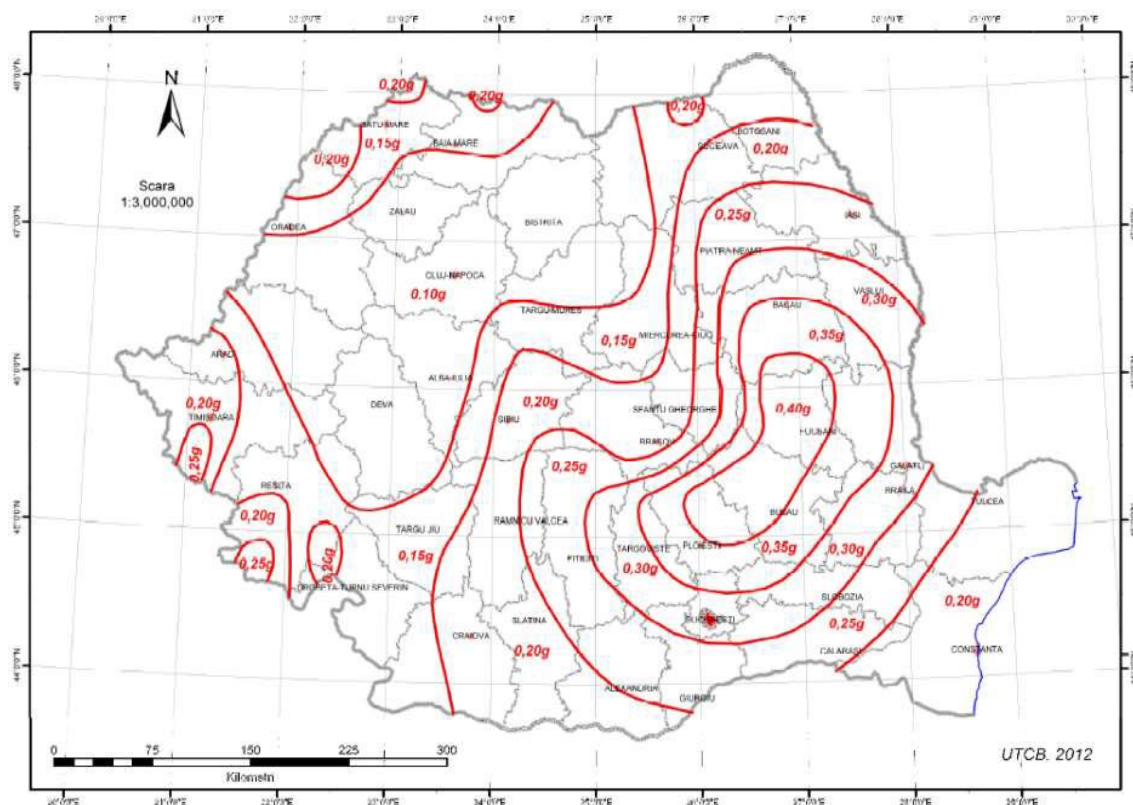 0,20g
0,20g
0,20g
N
SATU-MARE
BOTOSANI
0,15g
BAIA-MARE
SUCEAVA
0,20g
0,20g
Scara
1:3,000,000
ZALAU
0,25g
IASI
ORADEA
BISTRITA
PIATRA-NEAMT
CLUJ-NAPOCA
VASLUI
0,10g
0,30g
BACAU
TARGU-MURES
0,15g
MIERCUREA-CIUC
0,35g
ARAD
ALBA-IULIA
0,20g
DEVA
0,20g
SFANTU GHEORGHE
0,40g
TIMISOARA
SIBIU
FOCSANI
BRASOV
0,25g
0,25g
GALATI
RESITA
BRAILA
TULCEA
0,20g
RAMNICU VALCEA
BUZAU
TARGU JIU
0,15g
PITESTI
TARGOVISTE
PLOIESTI
0,35g
0,30g
0,25g
0,20g
0,30g
DROBETA-TURNU SEVERIN
SLOBOZIA
0,20g
SLATINA
BUCURESTI
0,25g
CRAIOVA
0,20g
CALARASI
CONSTANTA
ALEXANDRIA
GIURGIU
0 75 150 225 300
Kilometri
UTCB, 2012